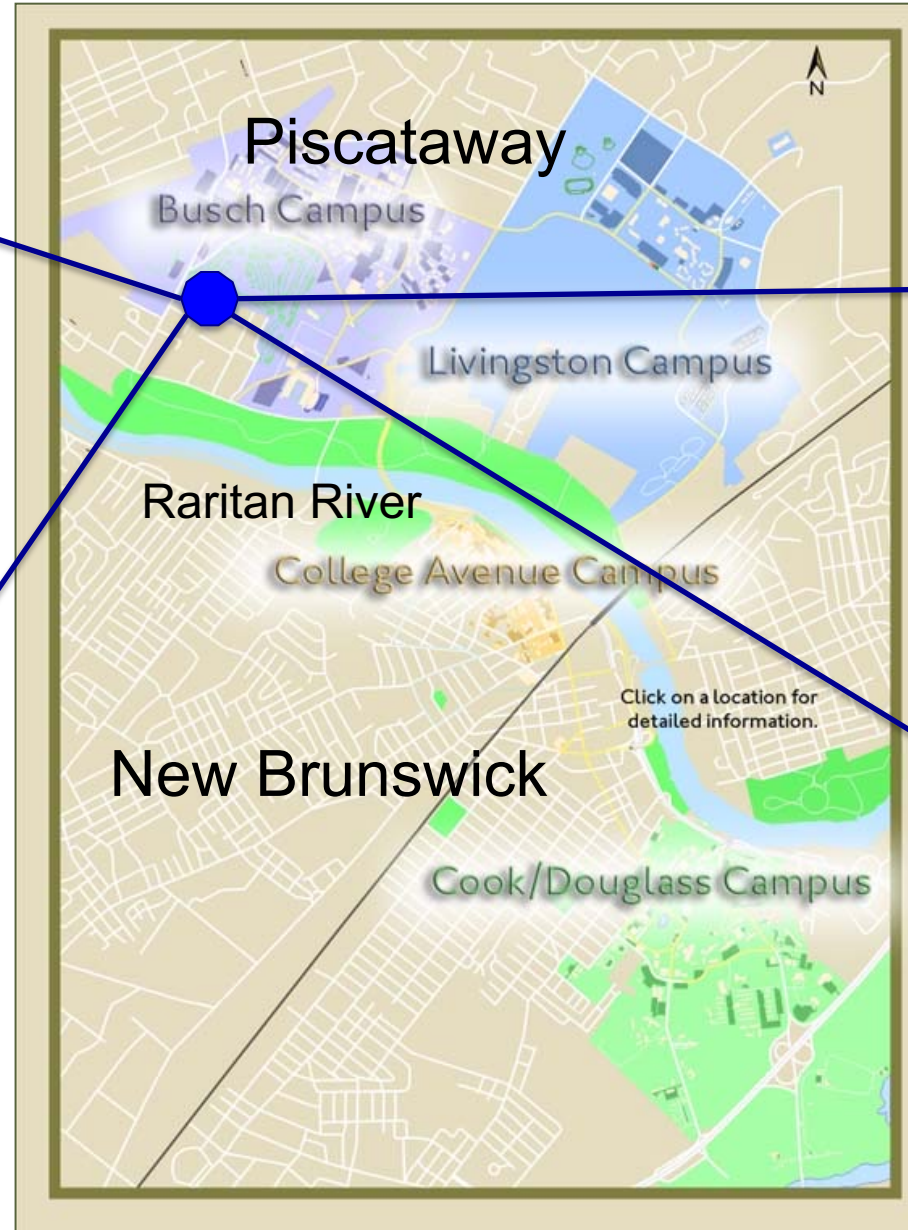 N
Piscataway
Busch Campus
Livingston Campus
Raritan River
College Avenue Campus
Click on a location for
detailed information.
New Brunswick
Cook/Douglass Campus